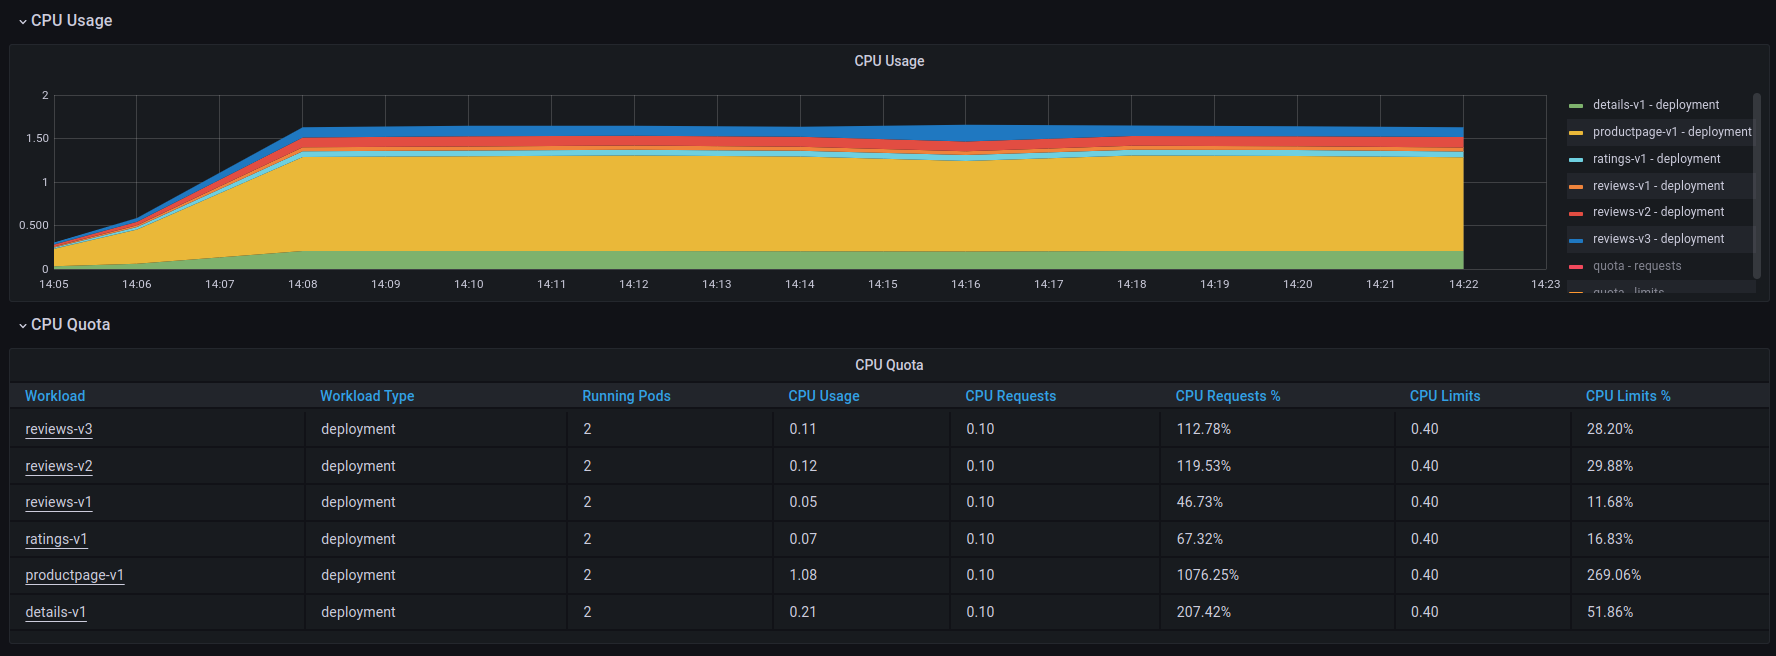 CPU Usage
CPU Usage
2
1.50
1
0.500
0
14:05 14:06 14:07 14:08 14:09 14:10 14:11 14:12 14:13 14:14 14:15 14:16 14:17 14:18 14:19 14:20 14:21 14:22 14:23
details-v1 - deployment
productpage-v1 - deployment
ratings-v1 - deployment
reviews-v1 - deployment
reviews-v2 - deployment
reviews-v3 - deployment
quota - requests
quota - limits
CPU Quota
CPU Quota
Workload Workload Type Running Pods CPU Usage CPU Requests CPU Requests % CPU Limits CPU Limits %
reviews-v3 deployment 2 0.11 0.10 112.78% 0.40 28.20%
reviews-v2 deployment 2 0.12 0.10 119.53% 0.40 29.88%
reviews-v1 deployment 2 0.05 0.10 46.73% 0.40 11.68%
ratings-v1 deployment 2 0.07 0.10 67.32% 0.40 16.83%
productpage-v1 deployment 2 1.08 0.10 1076.25% 0.40 269.06%
details-v1 deployment 2 0.21 0.10 207.42% 0.40 51.86%